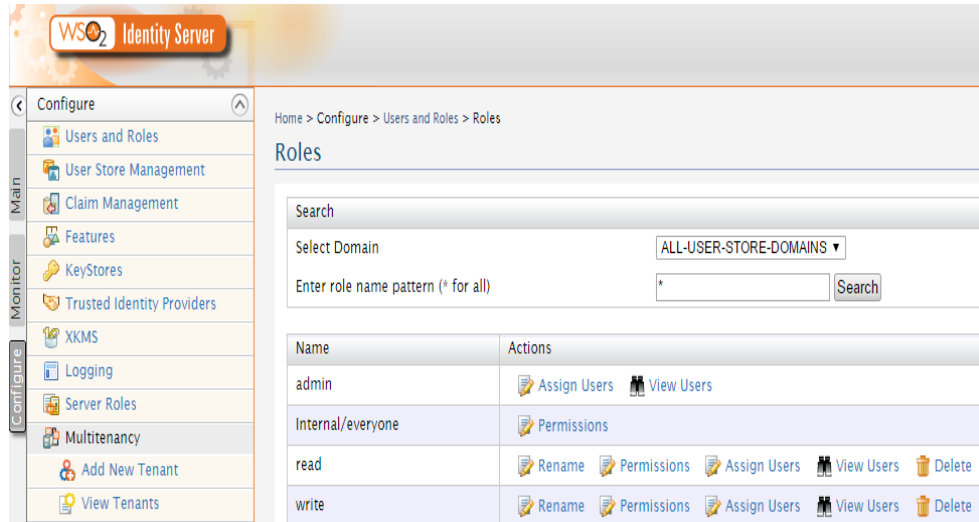 WSO2 Identity Server
Main
Monitor
Configure
Configure
Users and Roles
User Store Management
Claim Management
Features
KeyStores
Trusted Identity Providers
XKMS
Logging
Server Roles
Multitenancy
Add New Tenant
View Tenants
Home > Configure > Users and Roles > Roles
Roles
Search
Select Domain ALL-USER-STORE-DOMAINS
Enter role name pattern (* for all) * Search
Name Actions
admin Assign Users View Users
Internal/everyone Permissions
read Rename Permissions Assign Users View Users Delete
write Rename Permissions Assign Users View Users Delete